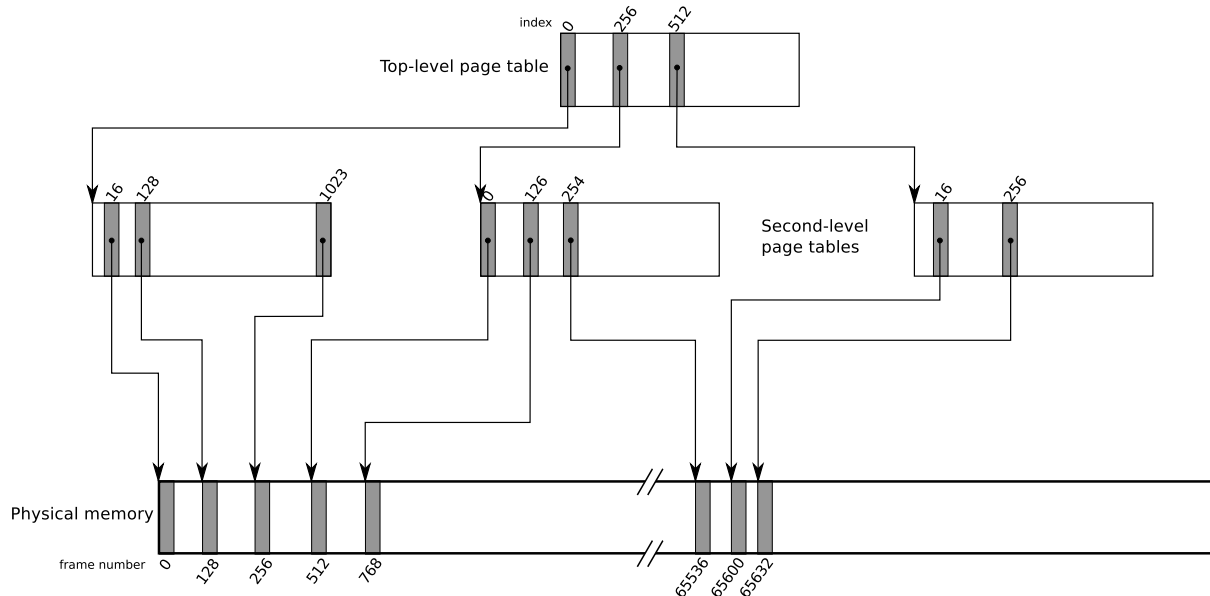 index 0 256 512
Top-level page table
16 128 1023
0 126 254
16 256
Second-level
page tables
Physical memory
frame number 0 128 256 512 768 65536 65600 65632